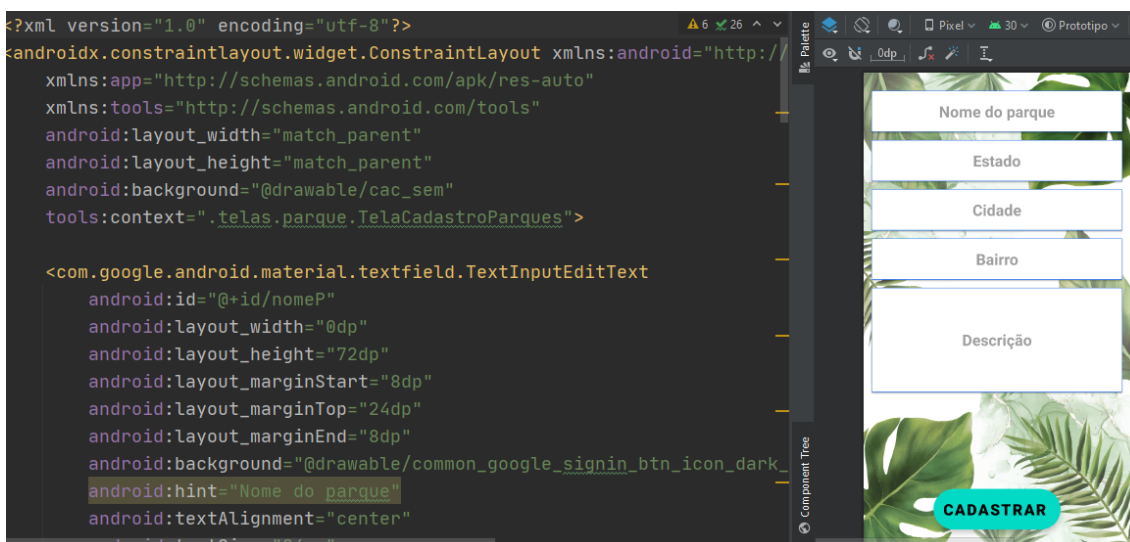 <?xml version="1.0" encoding="utf-8"?>
<androidx.constraintlayout.widget.ConstraintLayout xmlns:android="http://
xmlns:app="http://schemas.android.com/apk/res-auto"
xmlns:tools="http://schemas.android.com/tools"
android:layout_width="match_parent"
android:layout_height="match_parent"
android:background="@drawable/cac_sem"
tools:context=".telas.parque.TelaCadastroParques">
<com.google.android.material.textfield.TextInputEditText
android:id="@+id/nomeP"
android:layout_width="0dp"
android:layout_height="72dp"
android:layout_marginStart="8dp"
android:layout_marginTop="24dp"
android:layout_marginEnd="8dp"
android:background="@drawable/common_google_signin_btn_icon_dark_
android:hint="Nome do parque"
android:textAlignment="center"
6 26
Palette
Component Tree
Pixel 30 Prototipo
0dp
Nome do parque
Estado
Cidade
Bairro
Descrição
CADASTRAR